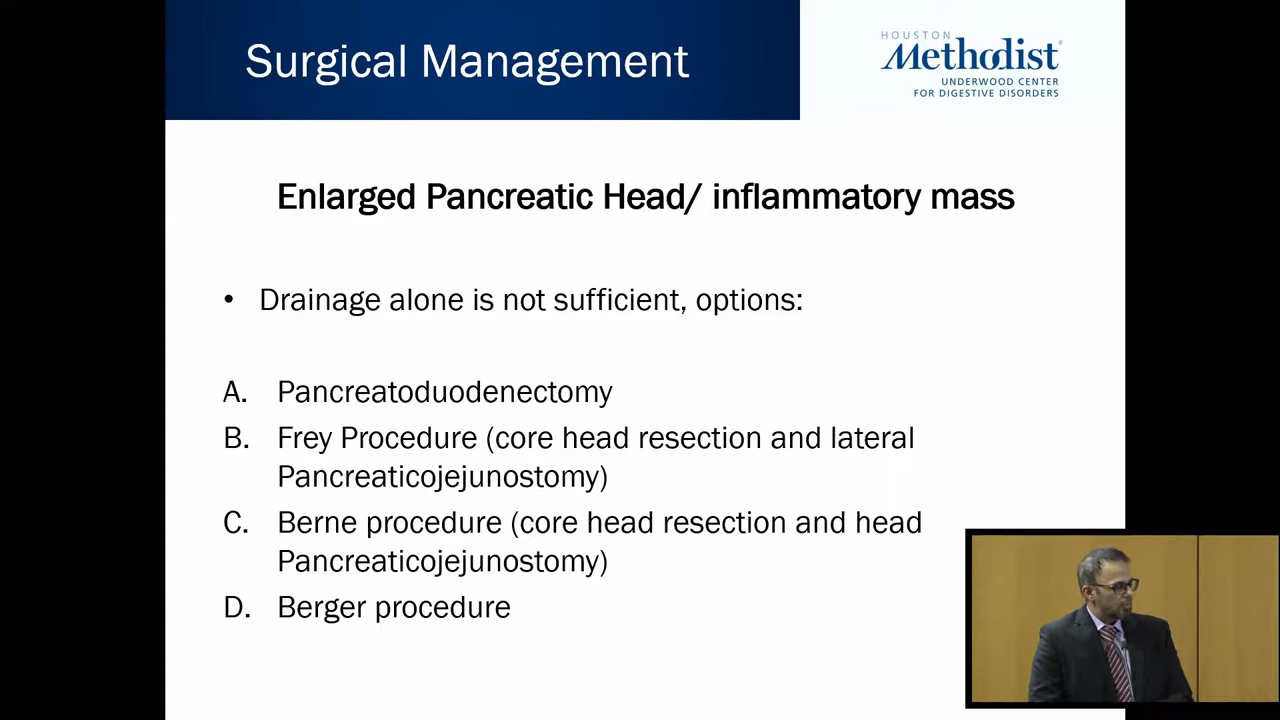 Surgical Management
HOUSTON
Methodist®
UNDERWOOD CENTER
FOR DIGESTIVE DISORDERS
Enlarged Pancreatic Head/ inflammatory mass
• Drainage alone is not sufficient, options:
A. Pancreatoduodenectomy
B. Frey Procedure (core head resection and lateral
Pancreaticojejunostomy)
C. Berne procedure (core head resection and head
Pancreaticojejunostomy)
D. Berger procedure